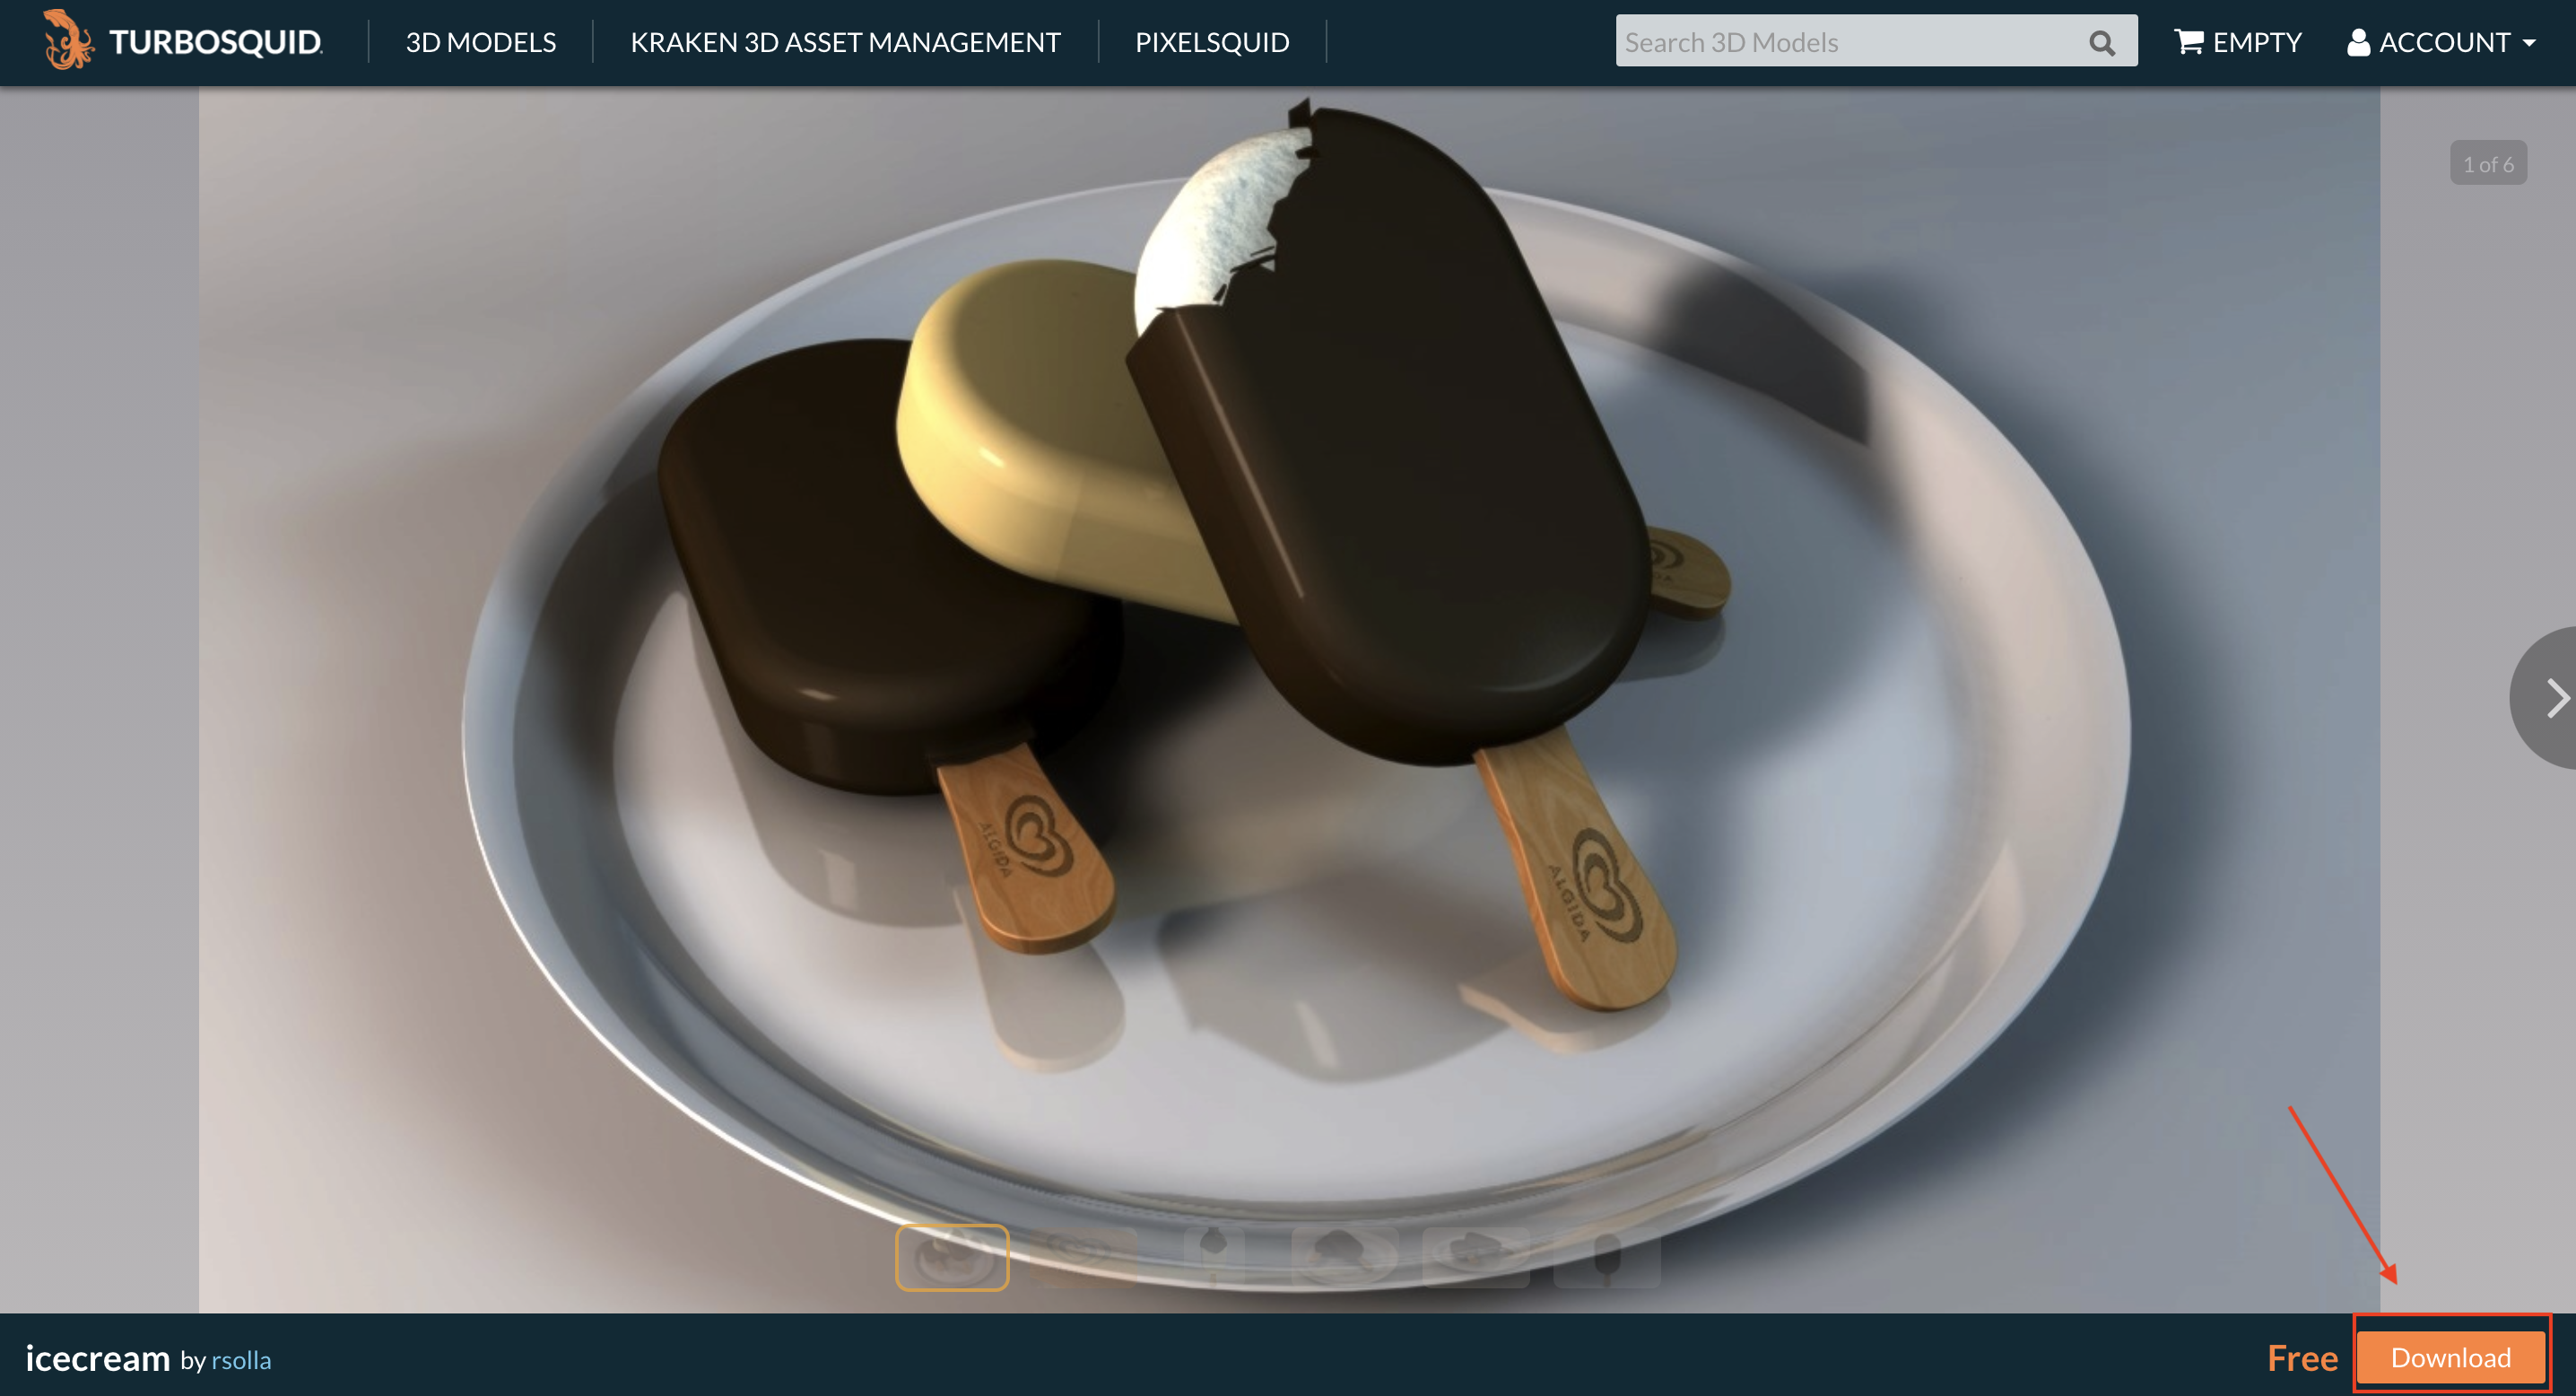 TURBOSQUID
3D MODELS
KRAKEN 3D ASSET MANAGEMENT
PIXELSQUID
Search 3D Models
EMPTY
ACCOUNT
1 of 6
ALGIDA
ALGIDA
icecream by rsolla
Free
Download